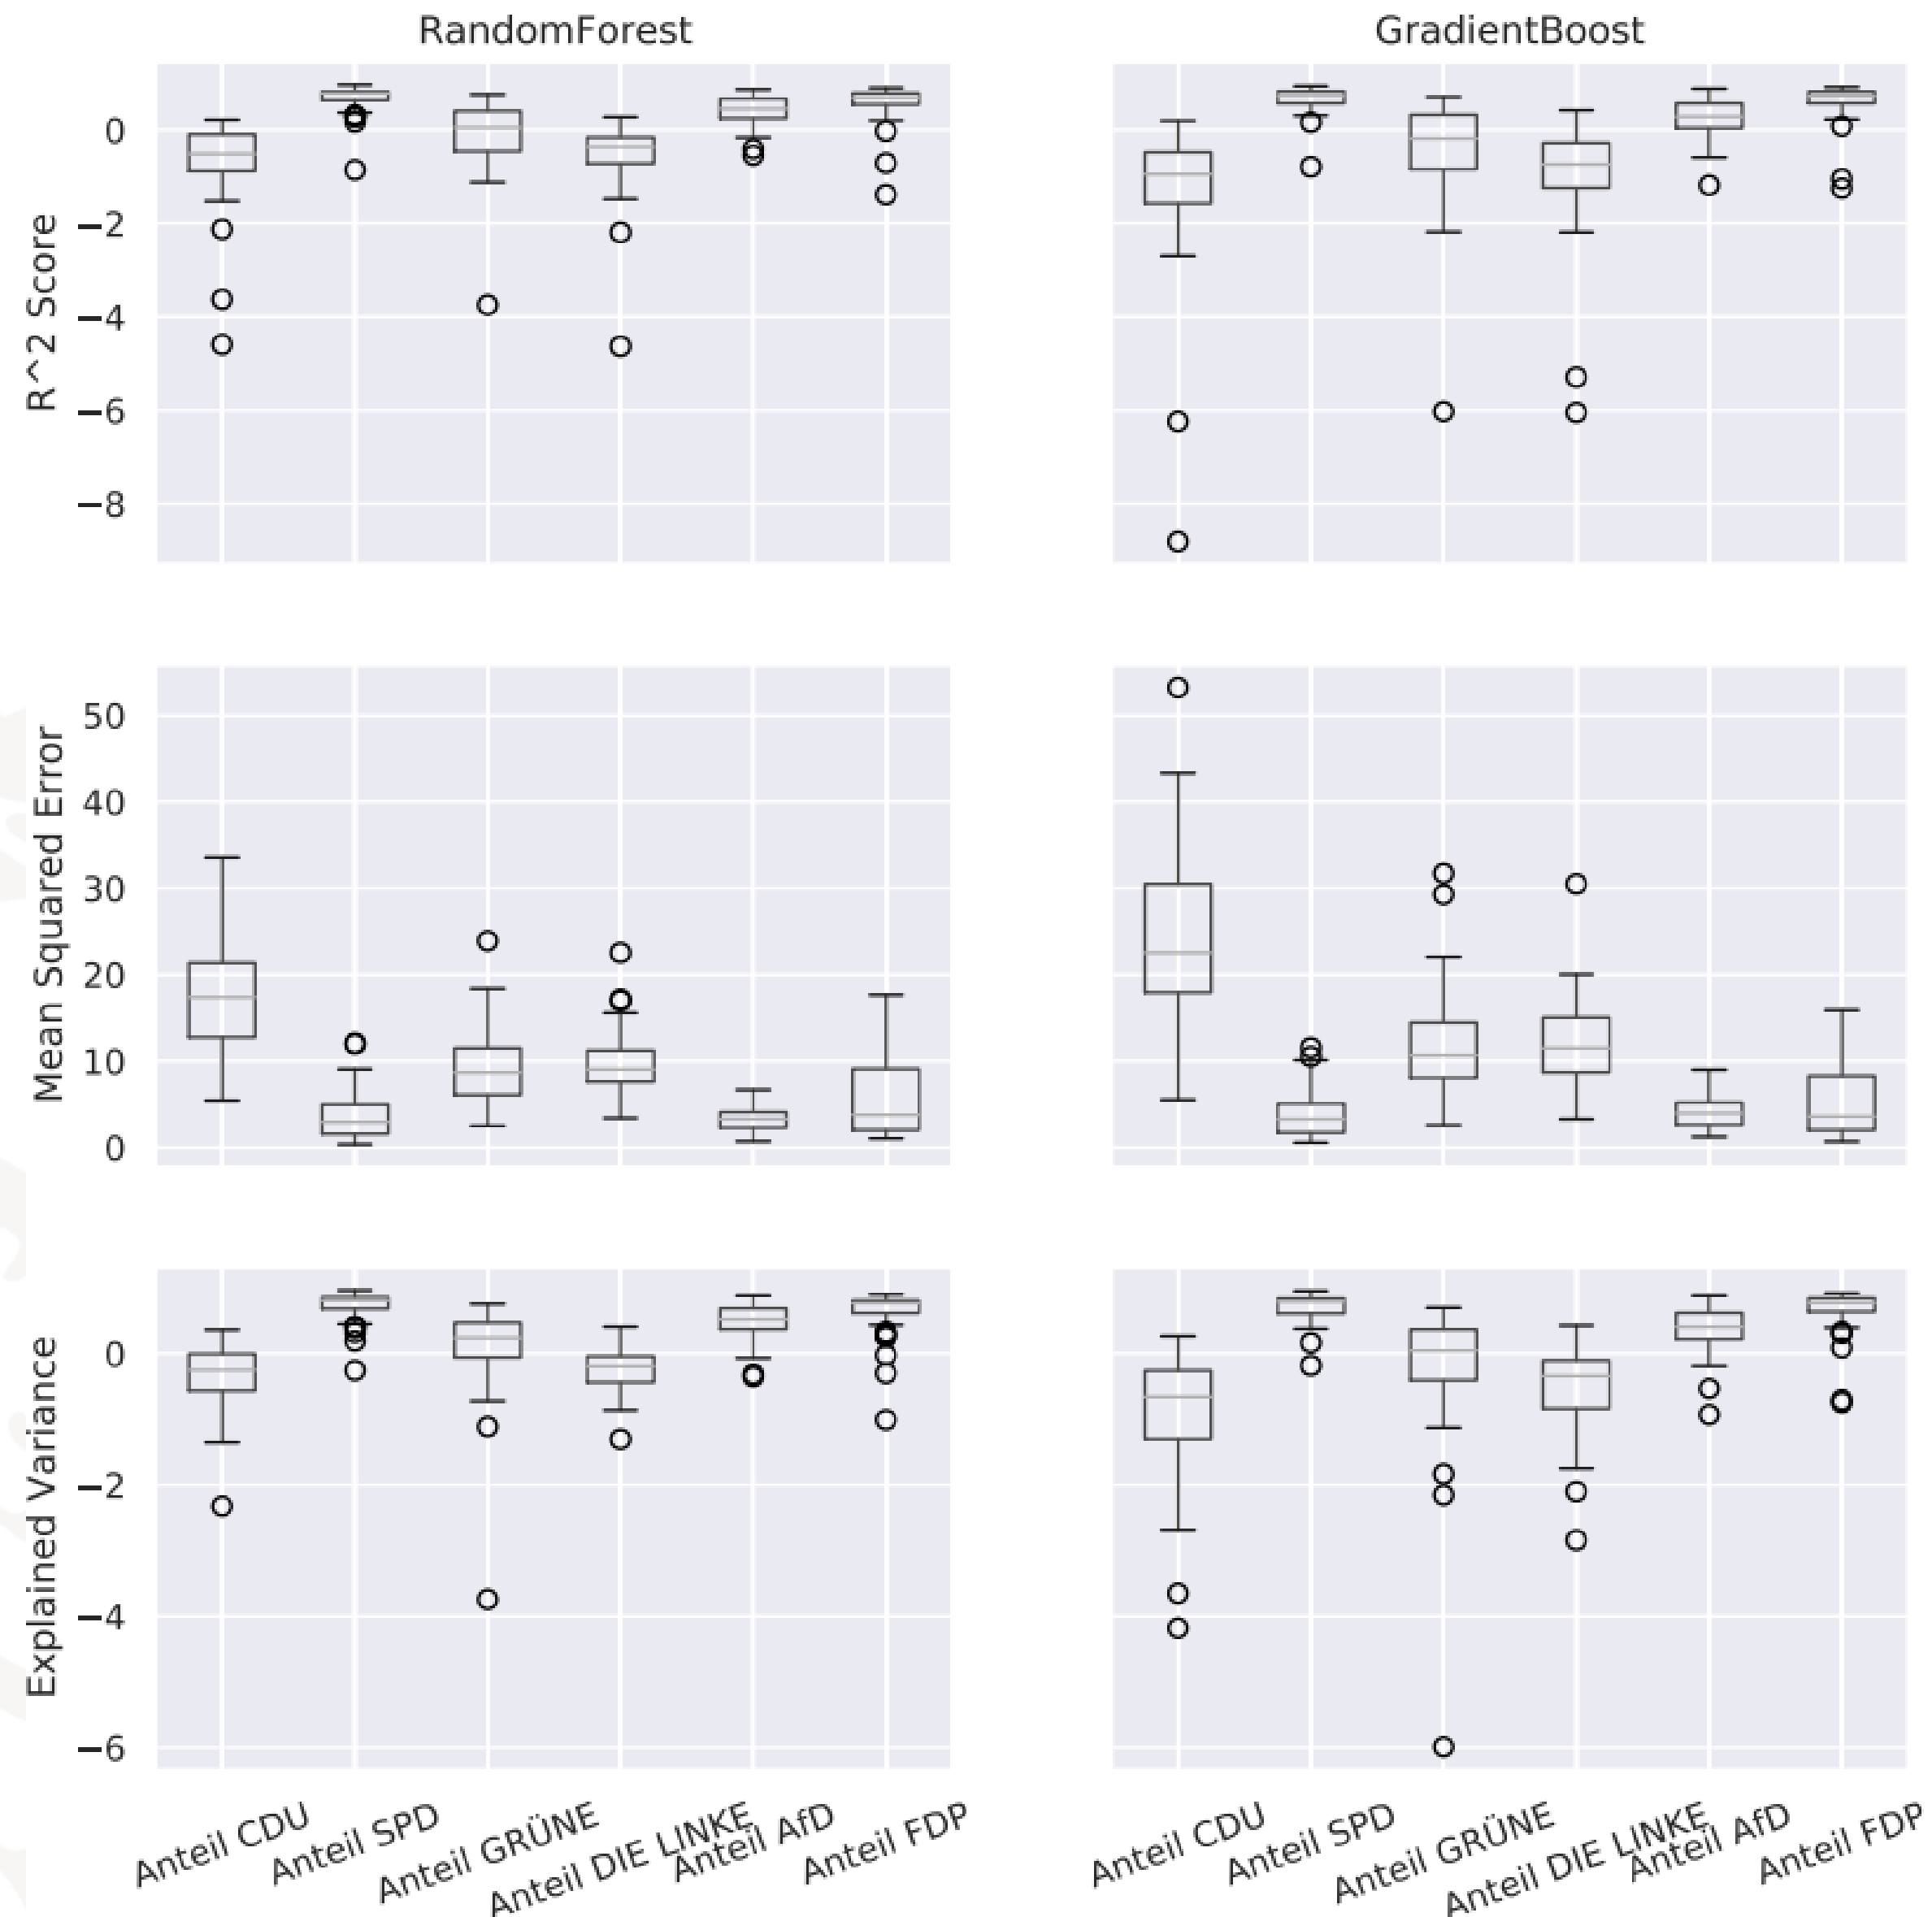 RandomForest
GradientBoost
R^2 Score
0
−2
−4
−6
−8
Mean Squared Error
50
40
30
20
10
0
Explained Variance
0
−2
−4
−6
Anteil CDU
Anteil SPD
Anteil GRÜNE
Anteil DIE LINKE
Anteil AfD
Anteil FDP
Anteil CDU
Anteil SPD
Anteil GRÜNE
Anteil DIE LINKE
Anteil AfD
Anteil FDP